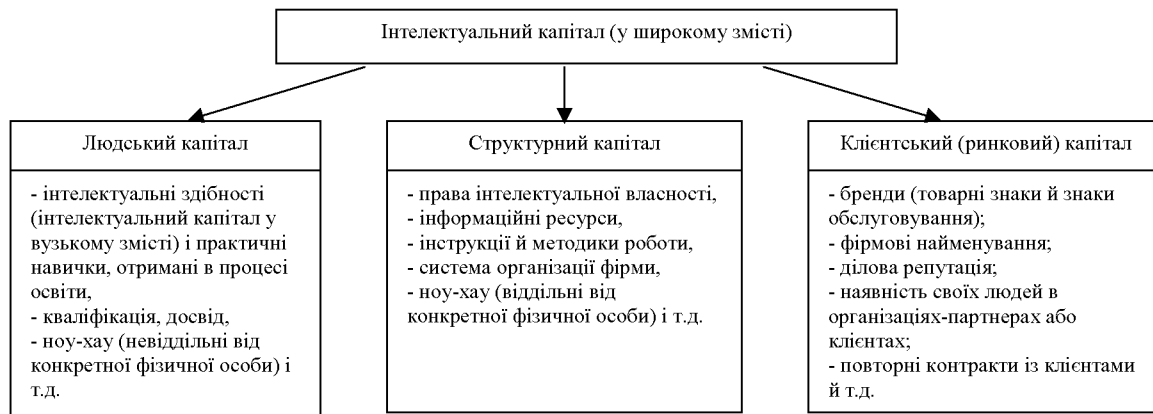 Інтелектуальний капітал (у широкому змісті)
Людський капітал
- інтелектуальні здібності
(інтелектуальний капітал у
вузькому змісті) і практичні
навички, отримані в процесі
освіти,
- кваліфікація, досвід,
- ноу-хау (невіддільні від
конкретної фізичної особи) і
т.д.
Структурний капітал
- права інтелектуальної власності,
- інформаційні ресурси,
- інструкції й методики роботи,
- система організації фірми,
- ноу-хау (віддільні від
конкретної фізичної особи) і т.д.
Клієнтський (ринковий) капітал
- бренди (товарні знаки й знаки
обслуговування);
- фірмові найменування;
- ділова репутація;
- наявність своїх людей в
організаціях-партнерах або
клієнтах;
- повторні контракти із клієнтами
й т.д.